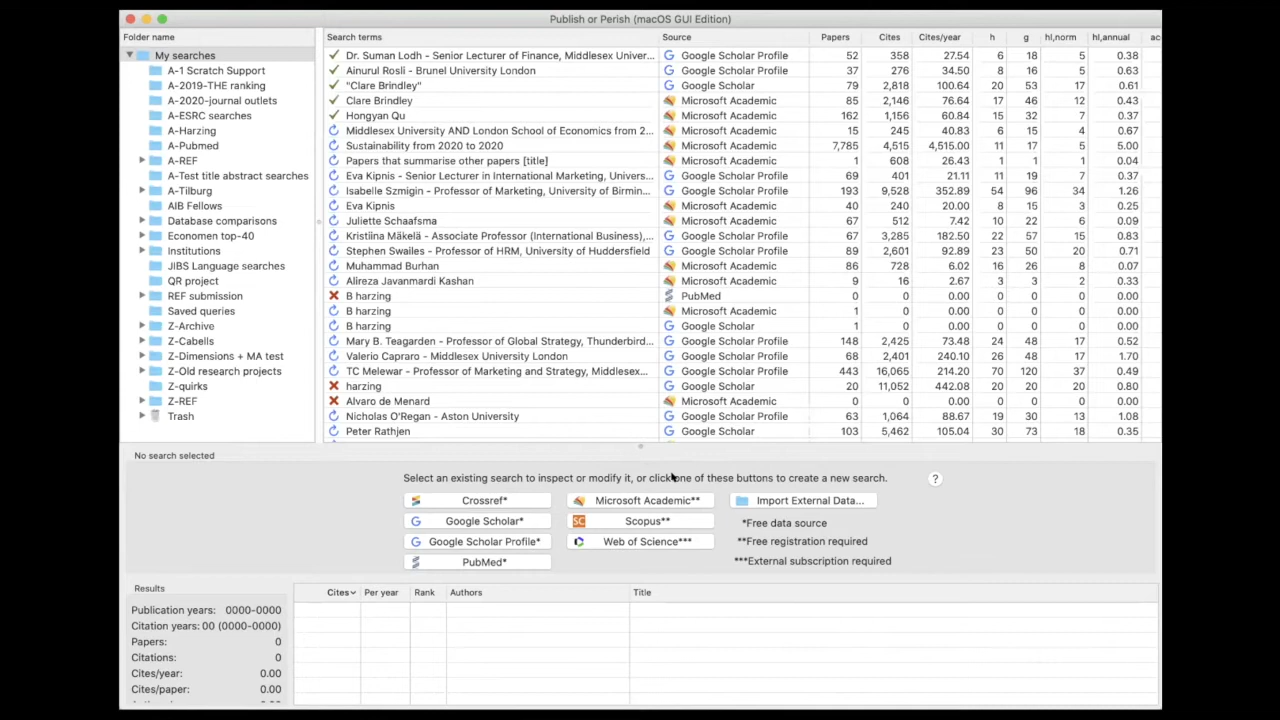 Publish or Perish (macOS GUI Edition)
Folder name
My searches
A-1 Scratch Support
A-2019-THE ranking
A-2020-journal outlets
A-ESRC searches
A-Harzing
A-Pubmed
A-REF
A-Test title abstract searches
A-Tilburg
AIB Fellows
Database comparisons
Economen top-40
Institutions
JIBS Language searches
QR project
REF submission
Saved queries
Z-Archive
Z-Cabells
Z-Dimensions + MA test
Z-Old research projects
Z-quirks
Z-REF
Trash
Search terms Source Papers Cites Cites/year h g hI,norm hI,annual
Dr. Suman Lodh - Senior Lecturer of Finance, Middlesex Univer... Google Scholar Profile 52 358 27.54 6 18 5 0.38
Ainurul Rosli - Brunel University London Google Scholar Profile 37 276 34.50 8 16 5 0.63
"Clare Brindley" Google Scholar 79 2,818 100.64 20 53 17 0.61
Clare Brindley Microsoft Academic 85 2,146 76.64 17 46 12 0.43
Hongyan Qu Microsoft Academic 162 1,156 60.84 15 32 7 0.37
Middlesex University AND London School of Economics from 2... Microsoft Academic 15 245 40.83 6 15 4 0.67
Sustainability from 2020 to 2020 Microsoft Academic 7,785 4,515 4,515.00 11 17 5 5.00
Papers that summarise other papers [title] Microsoft Academic 1 608 26.43 1 1 1 0.04
Eva Kipnis - Senior Lecturer in International Marketing, Univers... Google Scholar Profile 69 401 21.11 11 19 7 0.37
Isabelle Szmigin - Professor of Marketing, University of Birmin... Google Scholar Profile 193 9,528 352.89 54 96 34 1.26
Eva Kipnis Microsoft Academic 40 240 20.00 8 15 3 0.25
Juliette Schaafsma Microsoft Academic 67 512 7.42 10 22 6 0.09
Kristiina Mäkelä - Associate Professor (International Business),... Google Scholar Profile 67 3,285 182.50 22 57 15 0.83
Stephen Swailes - Professor of HRM, University of Huddersfield Google Scholar Profile 89 2,601 92.89 23 50 20 0.71
Muhammad Burhan Microsoft Academic 86 728 6.02 16 26 8 0.07
Alireza Javanmardi Kashan Microsoft Academic 9 16 2.67 3 3 2 0.33
B harzing PubMed 0 0 0.00 0 0 0 0.00
B harzing Microsoft Academic 1 0 0.00 0 0 0 0.00
B harzing Google Scholar 1 0 0.00 0 0 0 0.00
Mary B. Teagarden - Professor of Global Strategy, Thunderbird... Google Scholar Profile 148 2,425 73.48 24 48 17 0.52
Valerio Capraro - Middlesex University London Google Scholar Profile 68 2,401 240.10 26 48 17 1.70
TC Melewar - Professor of Marketing and Strategy, Middlesex... Google Scholar Profile 443 16,065 214.20 70 120 37 0.49
harzing Google Scholar 20 11,052 442.08 20 20 20 0.80
Alvaro de Menard Microsoft Academic 0 0 0.00 0 0 0 0.00
Nicholas O'Regan - Aston University Google Scholar Profile 63 1,064 88.67 19 30 13 1.08
Peter Rathjen Google Scholar 103 5,462 105.04 30 73 18 0.35
No search selected
Select an existing search to inspect or modify it, or click one of these buttons to create a new search. ?
Crossref* Microsoft Academic** Import External Data...
Google Scholar* SC Scopus** *Free data source
Google Scholar Profile* Web of Science*** **Free registration required
PubMed* ***External subscription required
Results
Publication years: 0000-0000
Citation years: 00 (0000-0000)
Papers: 0
Citations: 0
Cites/year: 0.00
Cites/paper: 0.00
Cites Per year Rank Authors Title